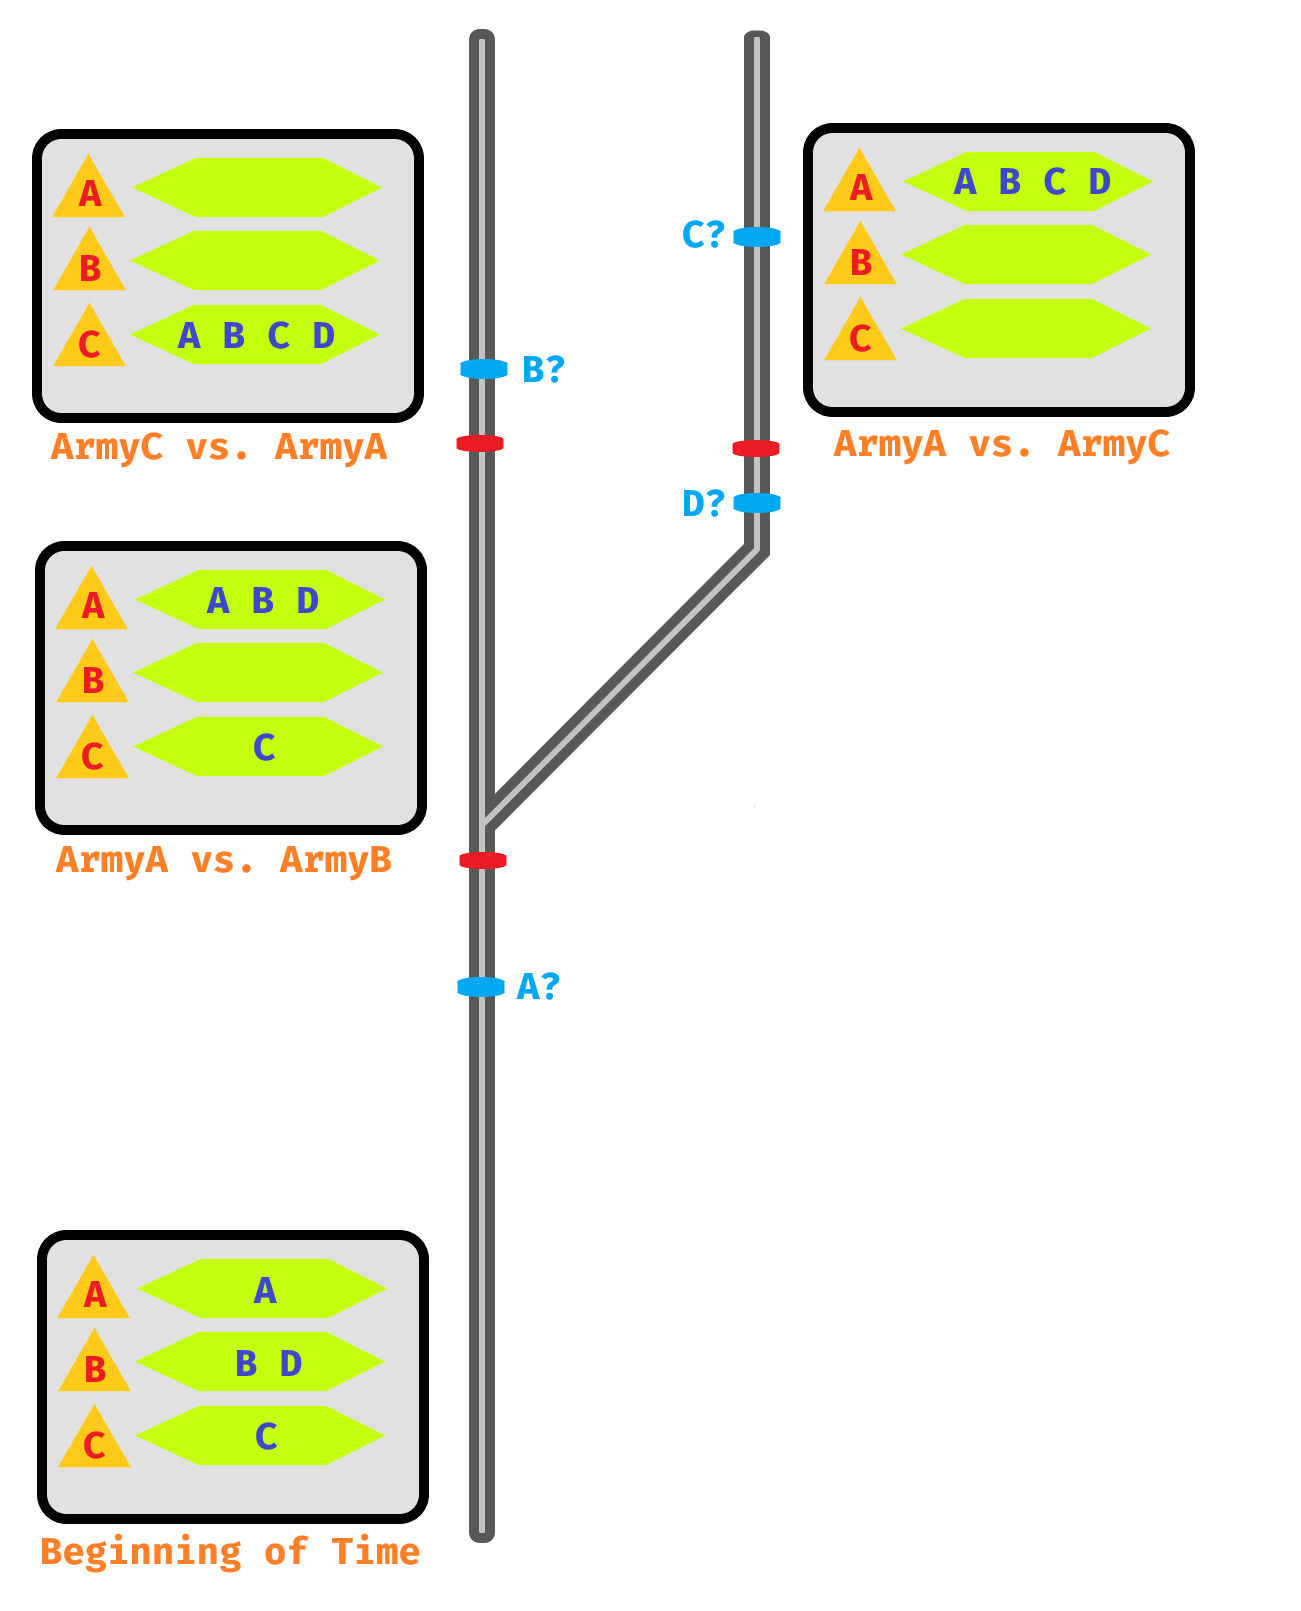 A
B
C A B C D
ArmyC vs. ArmyA
A A B C D
B
C
ArmyA vs. ArmyC
C?
B?
D?
A A B D
B
C C
ArmyA vs. ArmyB
A?
A A
B B D
C C
Beginning of Time